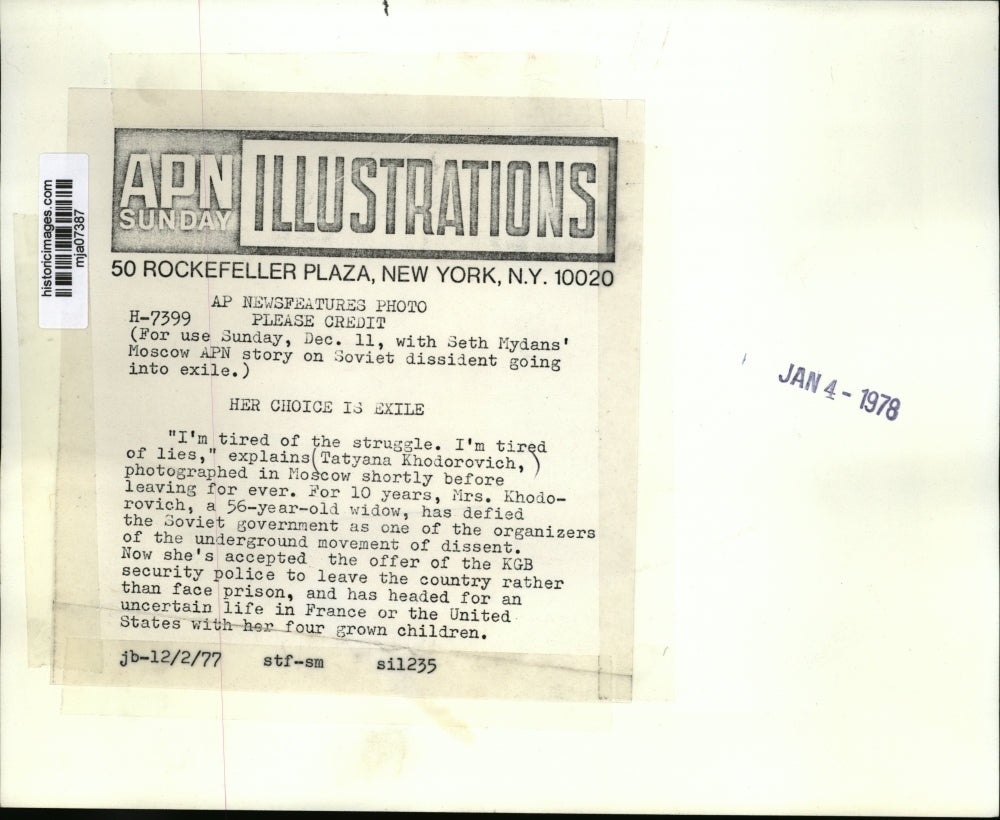 APN
SUNDAY
ILLUSTRATIONS
50 ROCKEFELLER PLAZA, NEW YORK, N.Y. 10020
AP NEWSFEATURES PHOTO
H-7399 PLEASE CREDIT
(For use Sunday, Dec. 11, with Seth Mydans'
Moscow APN story on Soviet dissident going
into exile.)
HER CHOICE IS EXILE
"I'm tired of the struggle. I'm tired
of lies," explains (Tatyana Khodorovich,)
photographed in Moscow shortly before
leaving for ever. For 10 years, Mrs. Khodo-
rovich, a 56-year-old widow, has defied
the Soviet government as one of the organizers
of the underground movement of dissent.
Now she's accepted the offer of the KGB
security police to leave the country rather
than face prison, and has headed for an
uncertain life in France or the United
States with her four grown children.
jb-12/2/77 stf-sm sil235
historicimages.com
mja07387
JAN 4 - 1978